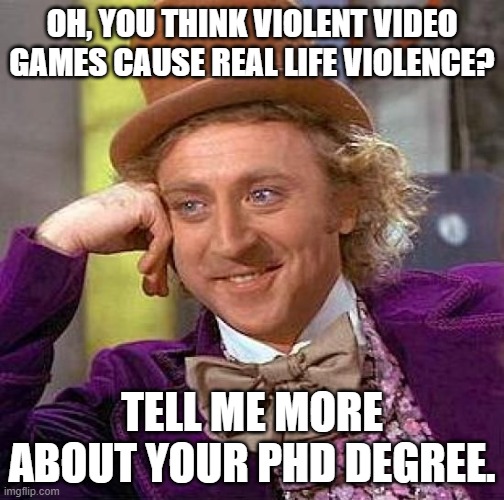 OH, YOU THINK VIOLENT VIDEO
GAMES CAUSE REAL LIFE VIOLENCE?
TELL ME MORE
ABOUT YOUR PHD DEGREE.
imgflip.com